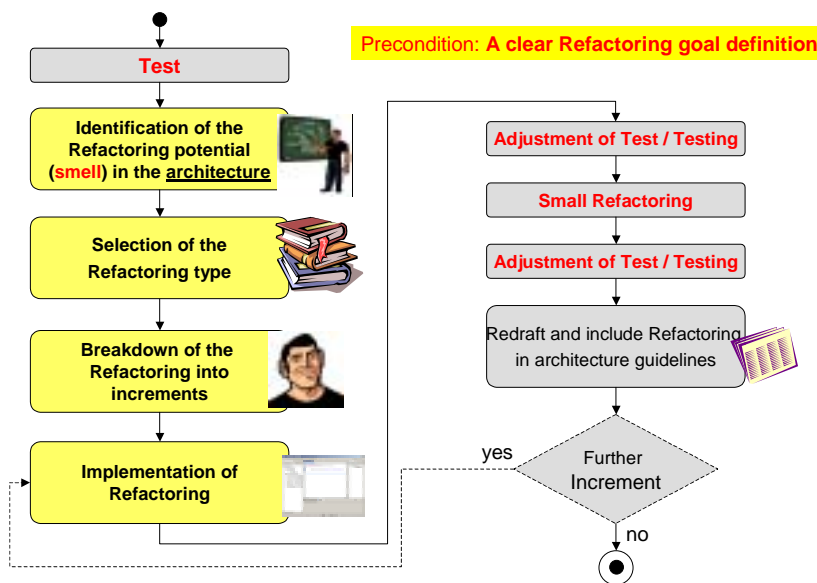 Precondition: A clear Refactoring goal definition
Test
Identification of the
Refactoring potential
(smell) in the architecture
Selection of the
Refactoring type
Breakdown of the
Refactoring into
increments
Implementation of
Refactoring
Adjustment of Test / Testing
Small Refactoring
Adjustment of Test / Testing
Redraft and include Refactoring
in architecture guidelines
Further
Increment
yes
no